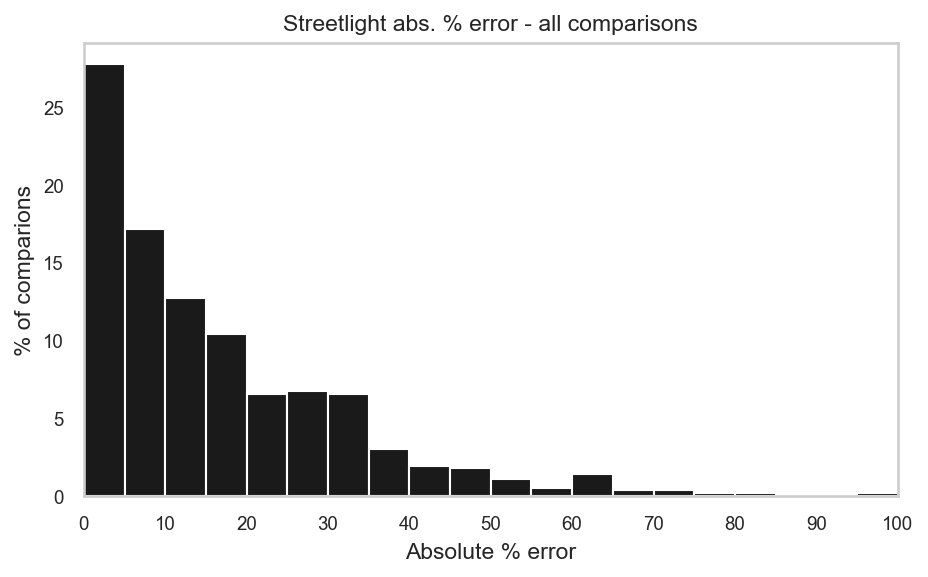 Streetlight abs. % error - all comparisons
% of comparions
25
20
15
10
5
0
0 10 20 30 40 50 60 70 80 90 100
Absolute % error